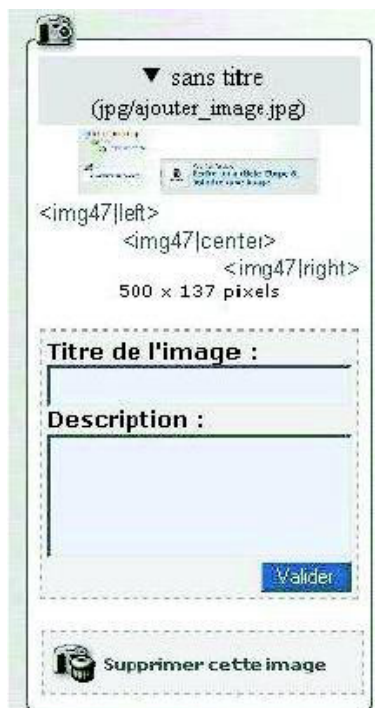 ▼ sans titre
(jpg/ajouter_image.jpg)
<img47|left>
<img47|center>
<img47|right>
500 x 137 pixels
Titre de l'image :
Description :
Valider
Supprimer cette image